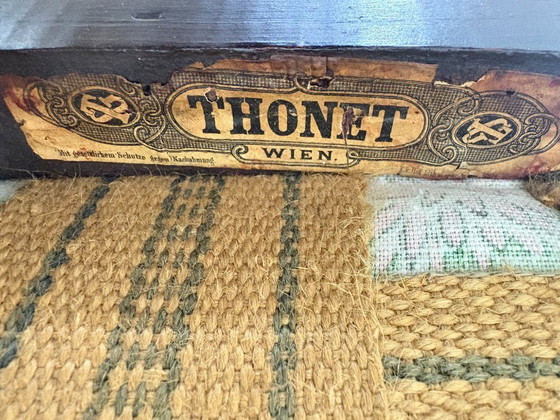 THONET
WIEN.
Mit gesetzlichem Schutze gegen Nachahmung